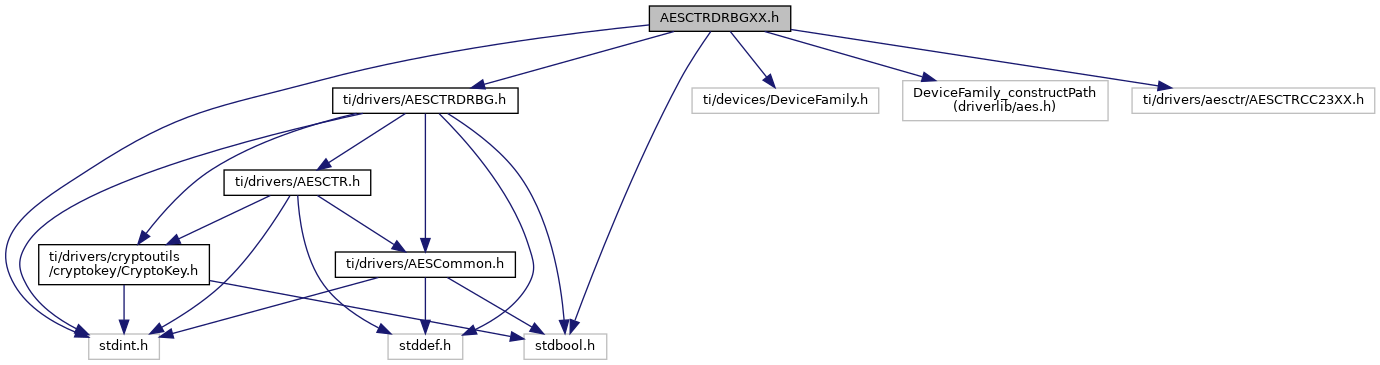 AESCTRDRBGXX.h
ti/drivers/AESCTRDRBG.h
ti/devices/DeviceFamily.h
DeviceFamily_constructPath
(driverlib/aes.h)
ti/drivers/aesctr/AESCTRCC23XX.h
ti/drivers/AESCTR.h
ti/drivers/cryptoutils
/cryptokey/CryptoKey.h
ti/drivers/AESCommon.h
stdint.h
stddef.h
stdbool.h